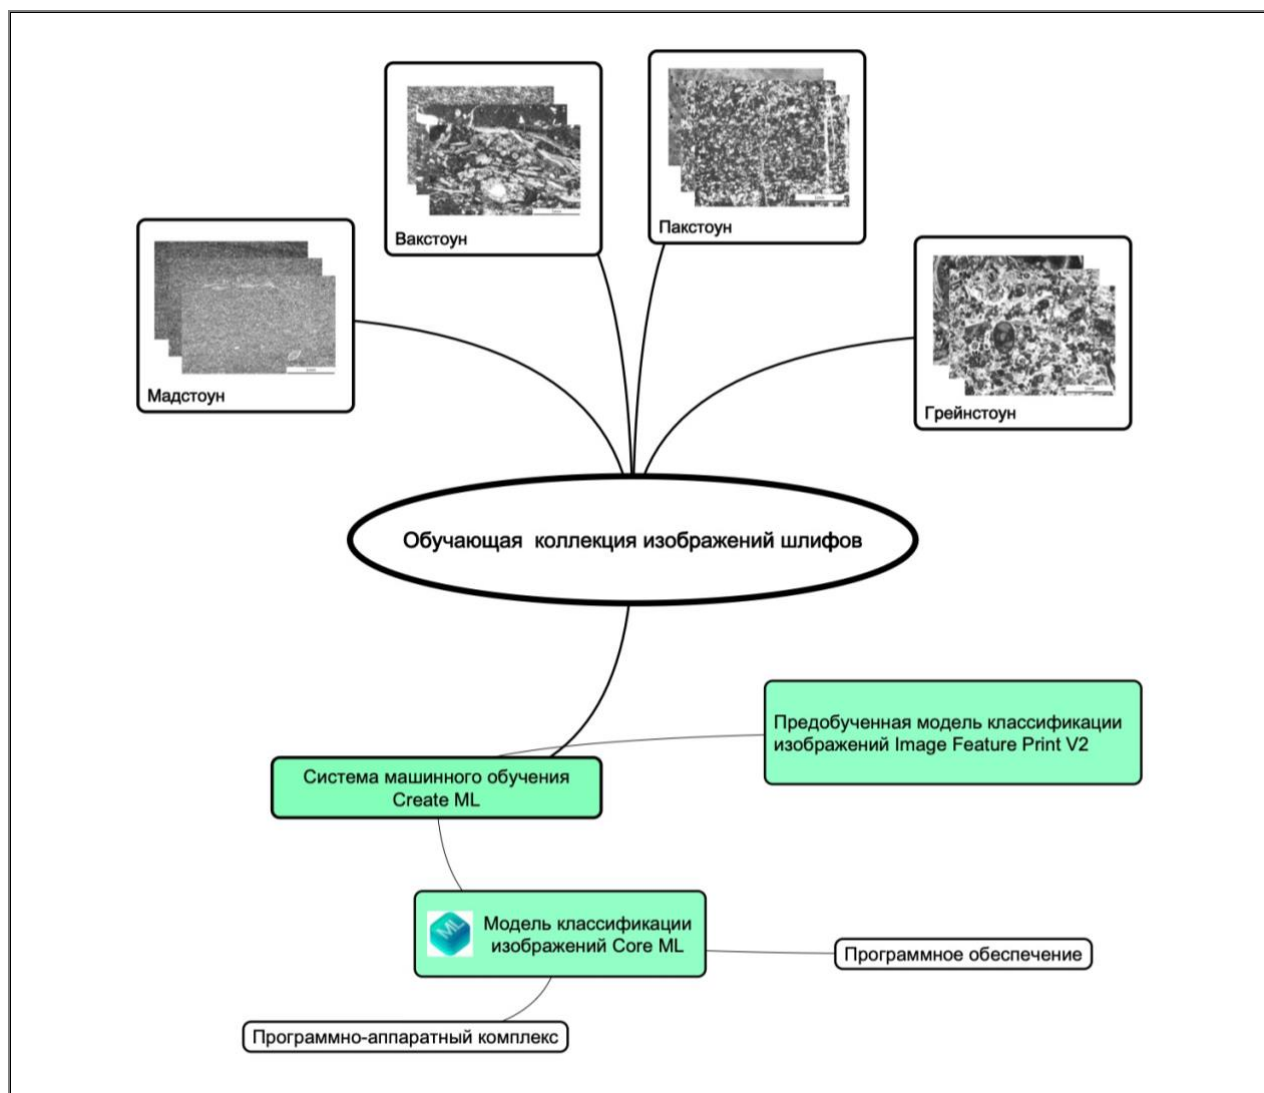 Вакстоун
Пакстоун
Мадстоун
Грейнстоун
Обучающая коллекция изображений шлифов
Предобученная модель классификации
изображений Image Feature Print V2
Система машинного обучения
Create ML
ML
Модель классификации
изображений Core ML
Программное обеспечение
Программно-аппаратный комплекс